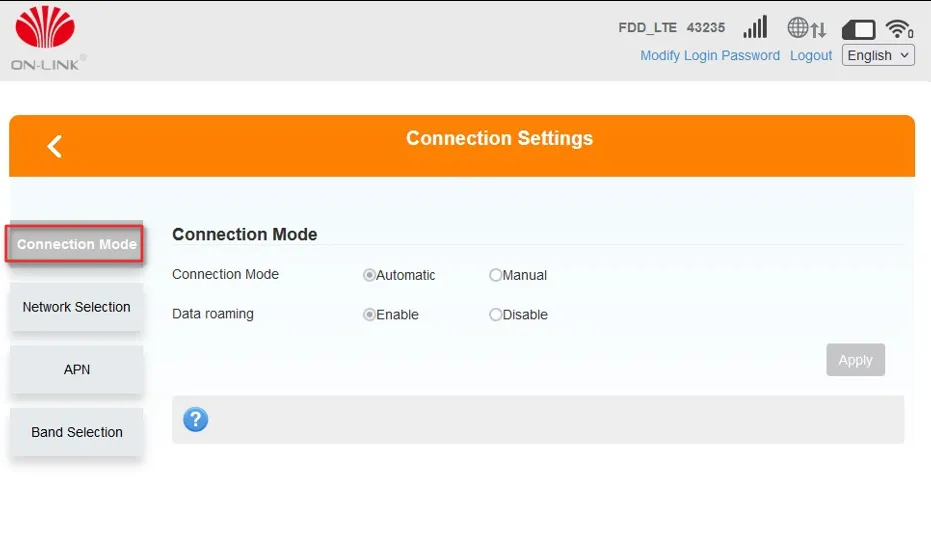 FDD_LTE 43235
ON-LINK®
Modify Login Password Logout English
Connection Settings
Connection Mode
Connection Mode
Connection Mode Automatic Manual
Network Selection
Data roaming Enable Disable
Apply
APN
?
Band Selection